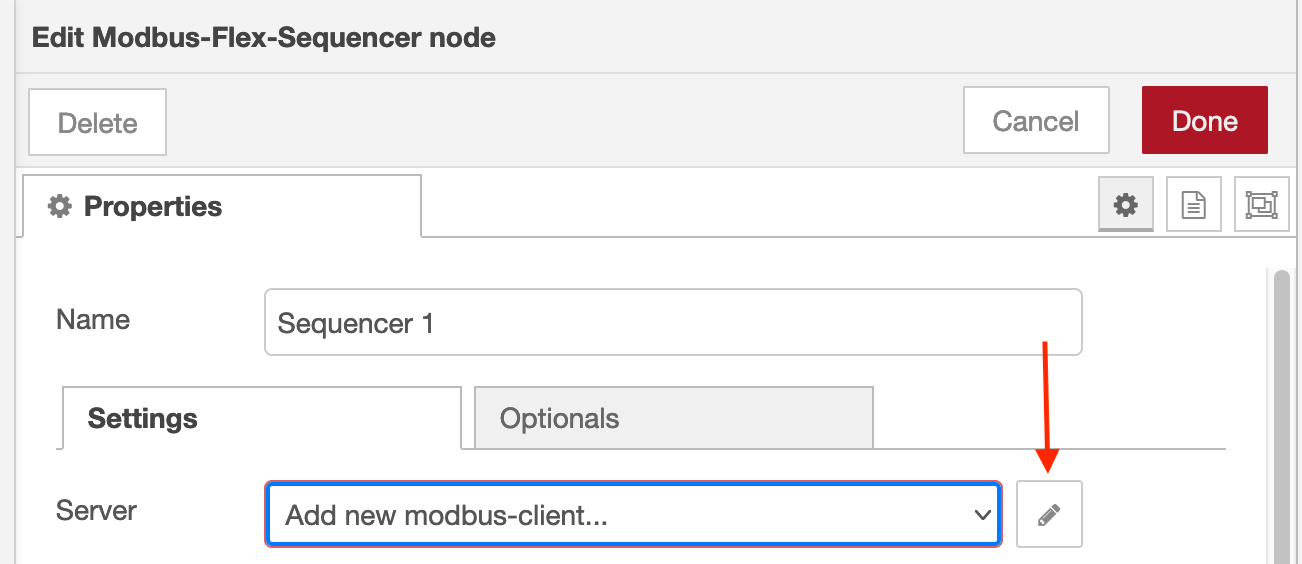 Edit Modbus-Flex-Sequencer node
Delete
Cancel
Done
Properties
Name
Sequencer 1
Settings
Optionals
Server
Add new modbus-client...